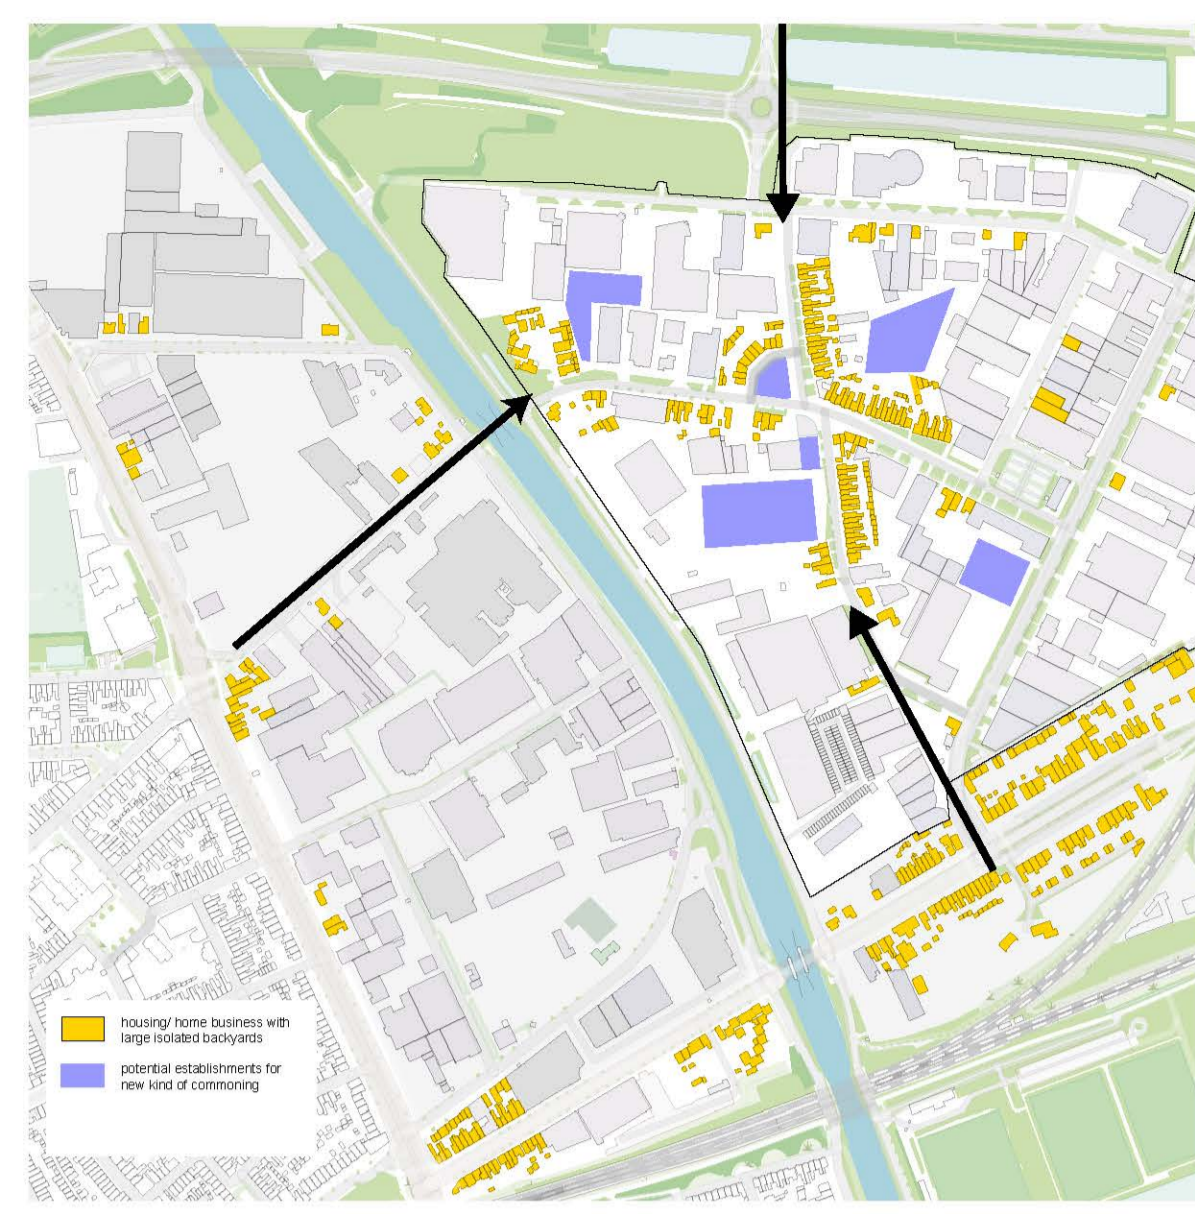 housing/ home business with
large isolated backyards
potential establishments for
new kind of commoning